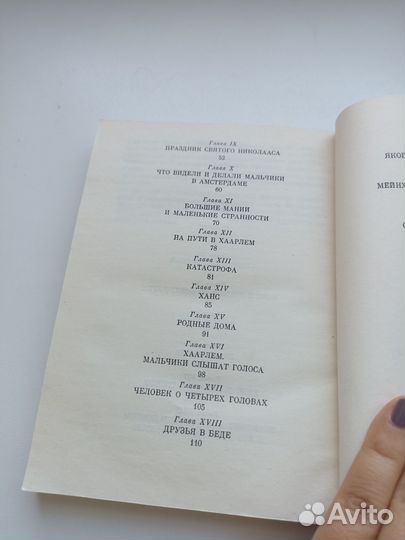 Глава IX
ПРАЗДНИК СВЯТОГО НИКОЛААСА
52
Глава X
ЧТО ВИДЕЛИ И ДЕЛАЛИ МАЛЬЧИКИ
В АМСТЕРДАМЕ
60
Глава XI
БОЛЬШИЕ МАНИИ
И МАЛЕНЬКИЕ СТРАННОСТИ
70
Глава XII
НА ПУТИ В ХААРЛЕМ
78
Глава XIII
КАТАСТРОФА
81
Глава XIV
ХАНС
85
Глава XV
РОДНЫЕ ДОМА
91
Глава XVI
ХААРЛЕМ.
МАЛЬЧИКИ СЛЫШАТ ГОЛОСА
98
Глава XVII
ЧЕЛОВЕК О ЧЕТЫРЕХ ГОЛОВАХ
105
Глава XVIII
ДРУЗЬЯ В БЕДЕ
110
ЯКОВ
МЕЙНХ
Avito